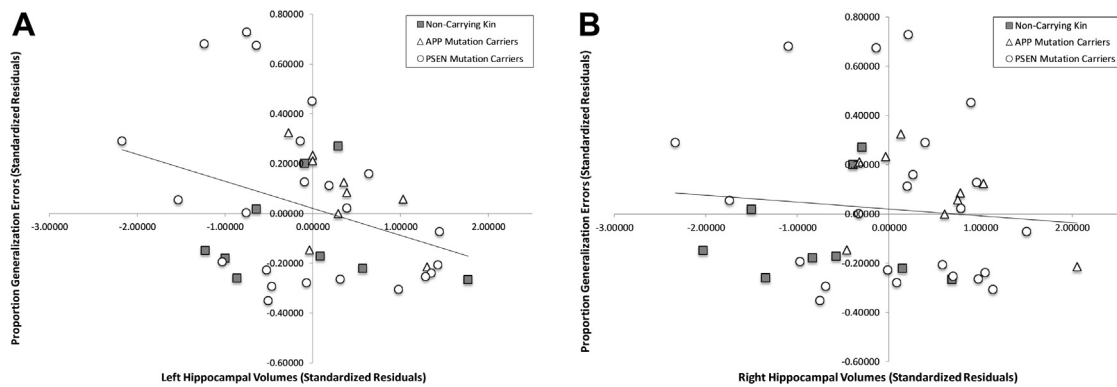 A
Proportion Generalization Errors (Standardized Residuals)
0.80000
0.60000
0.40000
0.20000
0.00000
-0.20000
-0.40000
-0.60000
-3.00000 -2.00000 -1.00000 0.00000 1.00000 2.00000
Non-Carrying Kin
APP Mutation Carriers
PSEN Mutation Carriers
Left Hippocampal Volumes (Standardized Residuals)
B
Proportion Generalization Errors (Standardized Residuals)
0.80000
0.60000
0.40000
0.20000
0.00000
-0.20000
-0.40000
-0.60000
-3.00000 -2.00000 -1.00000 0.00000 1.00000 2.00000
Non-Carrying Kin
APP Mutation Carriers
PSEN Mutation Carriers
Right Hippocampal Volumes (Standardized Residuals)